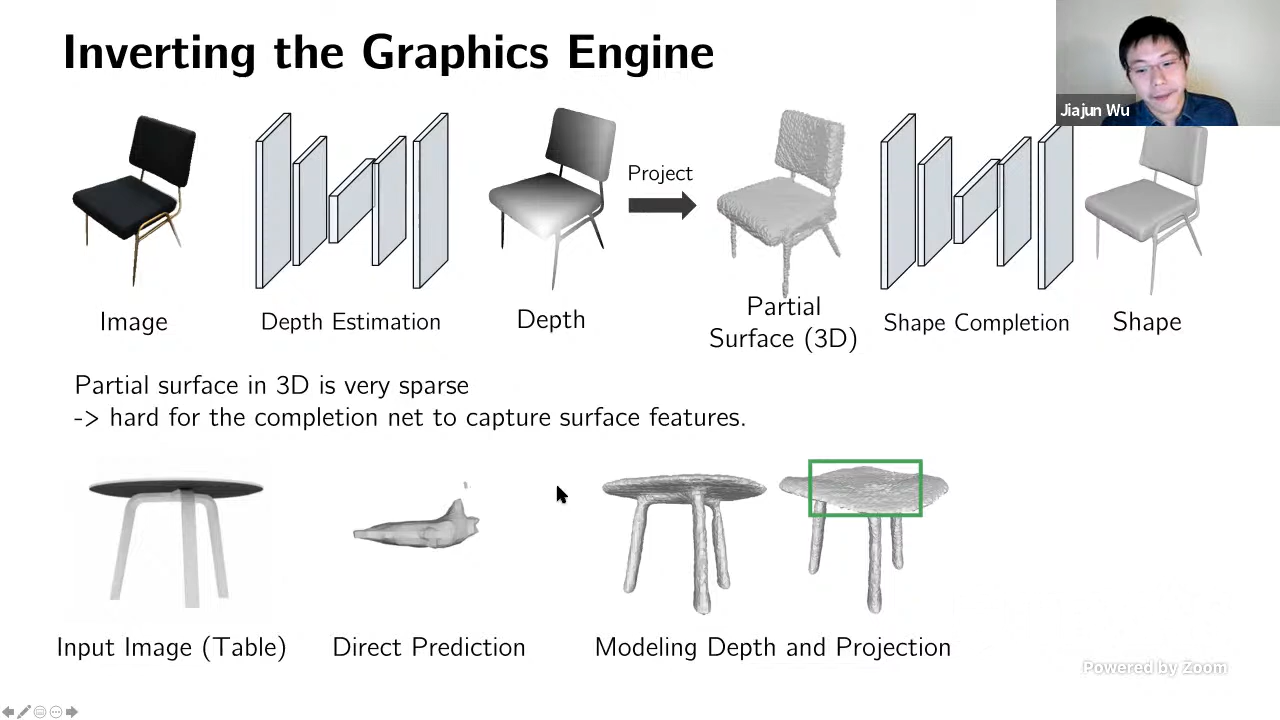 Inverting the Graphics Engine
Jiajun Wu
Project
Image
Depth Estimation
Depth
Partial
Surface (3D)
Shape Completion
Shape
Partial surface in 3D is very sparse
-> hard for the completion net to capture surface features.
Input Image (Table)
Direct Prediction
Modeling Depth and Projection
Powered by Zoom